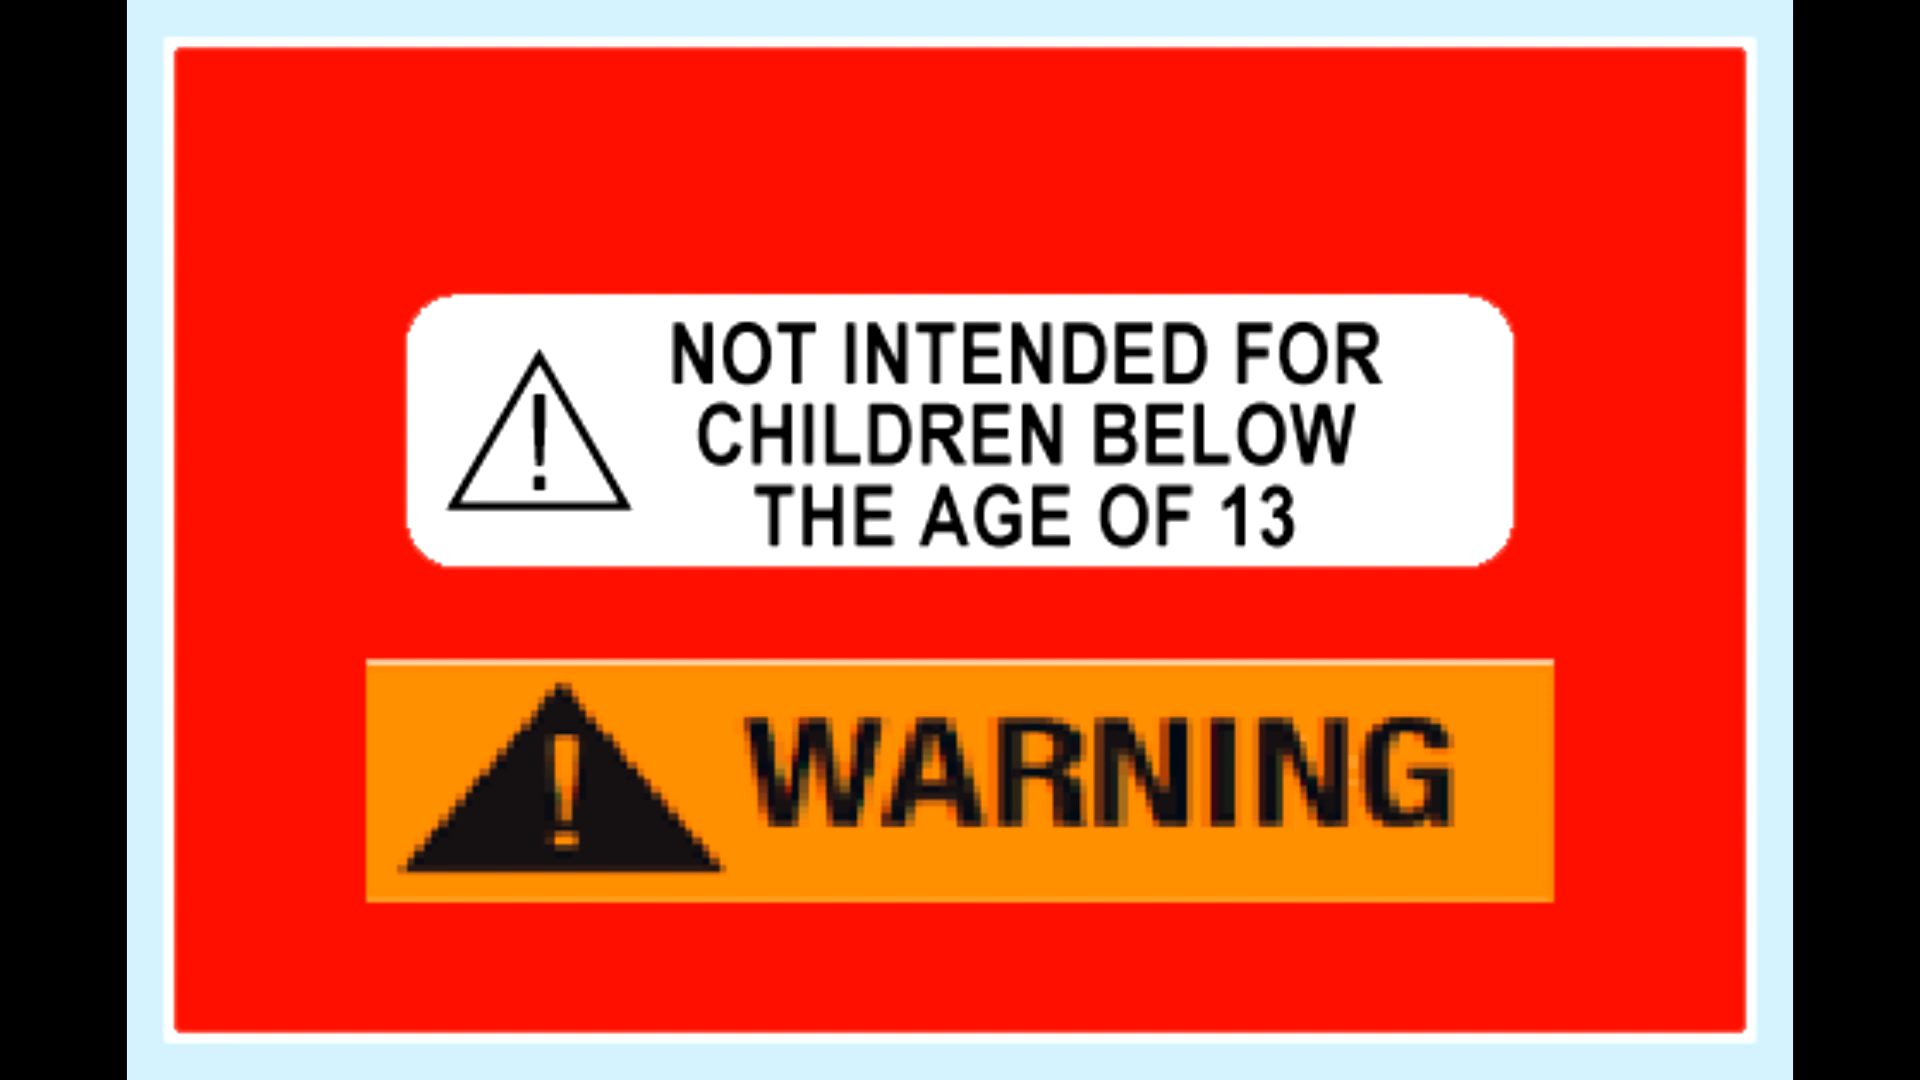 NOT INTENDED FOR
CHILDREN BELOW
THE AGE OF 13
WARNING